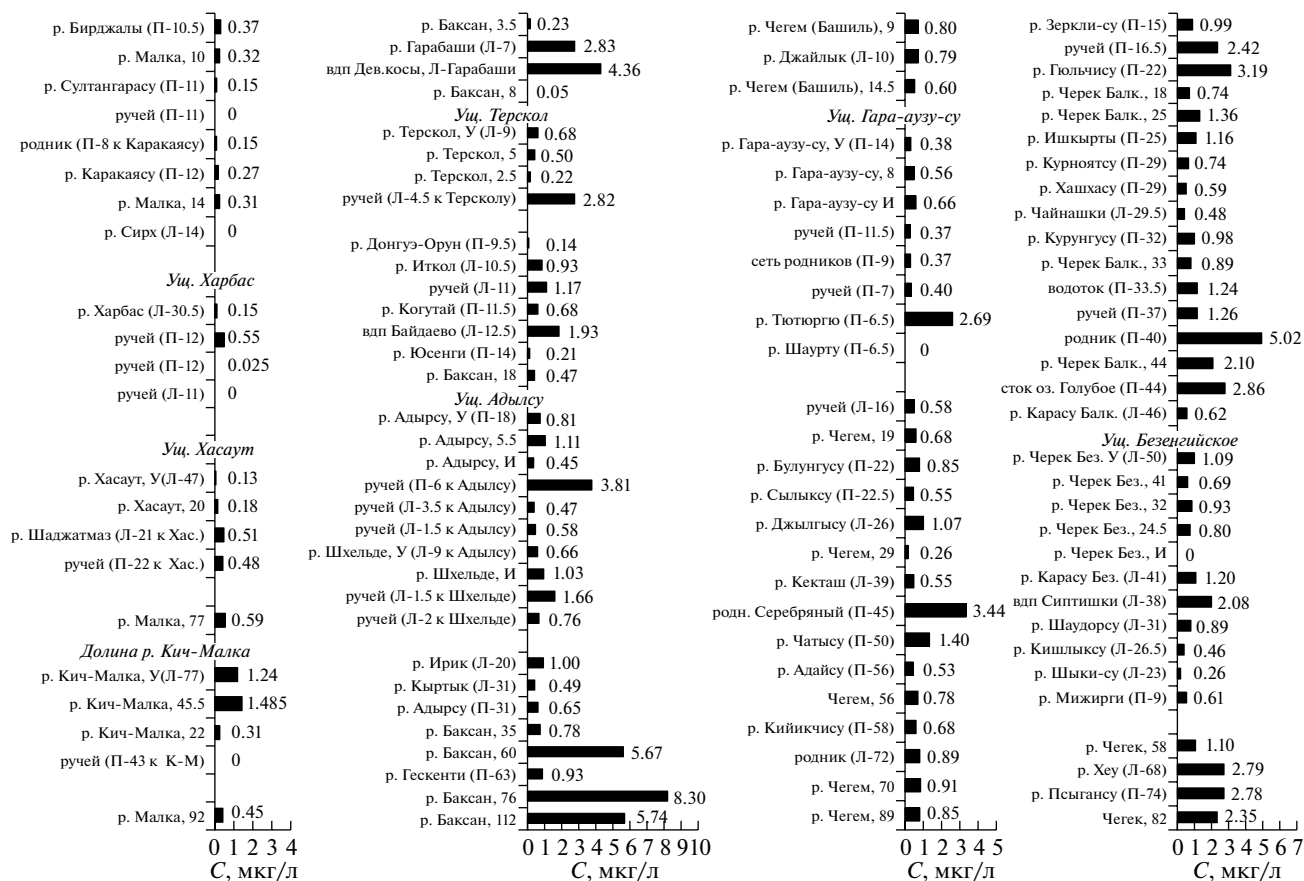 р. Бирджалы (П-10.5) 0.37
р. Малка, 10 0.32
р. Султангарасу (П-11) 0.15
ручей (П-11) 0
родник (П-8 к Каракаясу) 0.15
р. Каракаясу (П-12) 0.27
р. Малка, 14 0.31
р. Сирх (Л-14) 0
Ущ. Харбас
р. Харбас (Л-30.5) 0.15
ручей (П-12) 0.55
ручей (П-12) 0.025
ручей (Л-11) 0
Ущ. Хасаут
р. Хасаут, У(Л-47) 0.13
р. Хасаут, 20 0.18
р. Шаджатмаз (Л-21 к Хас.) 0.51
ручей (П-22 к Хас.) 0.48
р. Малка, 77 0.59
Долина р. Кич-Малка
р. Кич-Малка, У(Л-77) 1.24
р. Кич-Малка, 45.5 1.485
р. Кич-Малка, 22 0.31
ручей (П-43 к К-М) 0
р. Малка, 92 0.45
0 1 2 3 4
С, мкг/л
р. Баксан, 3.5 0.23
р. Гарабаши (Л-7) 2.83
вдп Дев.косы, Л-Гарабаши 4.36
р. Баксан, 8 0.05
Ущ. Терскол
р. Терскол, У (Л-9) 0.68
р. Терскол, 5 0.50
р. Терскол, 2.5 0.22
ручей (Л-4.5 к Терсколу) 2.82
р. Донгуз-Орун (П-9.5) 0.14
р. Иткол (Л-10.5) 0.93
ручей (Л-11) 1.17
р. Когутай (П-11.5) 0.68
вдп Байдаево (Л-12.5) 1.93
р. Юсенги (П-14) 0.21
р. Баксан, 18 0.47
Ущ. Адылсу
р. Адырсу, У (П-18) 0.81
р. Адырсу, 5.5 1.11
р. Адырсу, И 0.45
ручей (П-6 к Адылсу) 3.81
ручей (Л-3.5 к Адылсу) 0.47
ручей (Л-1.5 к Адылсу) 0.58
р. Шхельде, У (Л-9 к Адылсу) 0.66
р. Шхельде, И 1.03
ручей (Л-1.5 к Шхельде) 1.66
ручей (Л-2 к Шхельде) 0.76
р. Ирик (Л-20) 1.00
р. Кыртык (Л-31) 0.49
р. Адырсу (П-31) 0.65
р. Баксан, 35 0.78
р. Баксан, 60 5.67
р. Гескенти (П-63) 0.93
р. Баксан, 76 8.30
р. Баксан, 112 5.74
0 1 2 3 4 5 6 7 8 9 10
С, мкг/л
р. Чегем (Башиль), 9 0.80
р. Джайлык (Л-10) 0.79
р. Чегем (Башиль), 14.5 0.60
Ущ. Гара-аузу-су
р. Гара-аузу-су, У (П-14) 0.38
р. Гара-аузу-су, 8 0.56
р. Гара-аузу-су И 0.66
ручей (П-11.5) 0.37
сеть родников (П-9) 0.37
ручей (П-7) 0.40
р. Тютюргю (П-6.5) 2.69
р. Шаурту (П-6.5) 0
ручей (Л-16) 0.58
р. Чегем, 19 0.68
р. Булунгусу (П-22) 0.85
р. Сылыксу (П-22.5) 0.55
р. Джылгысу (Л-26) 1.07
р. Чегем, 29 0.26
р. Кекташ (Л-39) 0.55
родн. Серебряный (П-45) 3.44
р. Чатысу (П-50) 1.40
р. Адайсу (П-56) 0.53
Чегем, 56 0.78
р. Кийикчису (П-58) 0.68
родник (Л-72) 0.89
р. Чегем, 70 0.91
р. Чегем, 89 0.85
0 1 2 3 4 5
С, мкг/л
р. Зеркли-су (П-15) 0.99
ручей (П-16.5) 2.42
р. Гюльчису (П-22) 3.19
р. Черек Балк., 18 0.74
р. Черек Балк., 25 1.36
р. Ишкырты (П-25) 1.16
р. Курноятсу (П-29) 0.74
р. Хашхасу (П-29) 0.59
р. Чайнашки (Л-29.5) 0.48
р. Курунгусу (П-32) 0.98
р. Черек Балк., 33 0.89
водоток (П-33.5) 1.24
ручей (П-37) 1.26
родник (П-40) 5.02
р. Черек Балк., 44 2.10
сток оз. Голубое (П-44) 2.86
р. Карасу Балк. (Л-46) 0.62
Ущ. Безенгийское
р. Черек Без. У (Л-50) 1.09
р. Черек Без., 41 0.69
р. Черек Без., 32 0.93
р. Черек Без., 24.5 0.80
р. Черек Без., И 0
р. Карасу Без. (Л-41) 1.20
вдп Сиптишки (Л-38) 2.08
р. Шаудорсу (Л-31) 0.89
р. Кишлыксу (Л-26.5) 0.46
р. Шыки-су (Л-23) 0.26
р. Мижирги (П-9) 0.61
р. Чегек, 58 1.10
р. Хеу (Л-68) 2.79
р. Псыгансу (П-74) 2.78
Чегек, 82 2.35
0 1 2 3 4 5 6 7
С, мкг/л